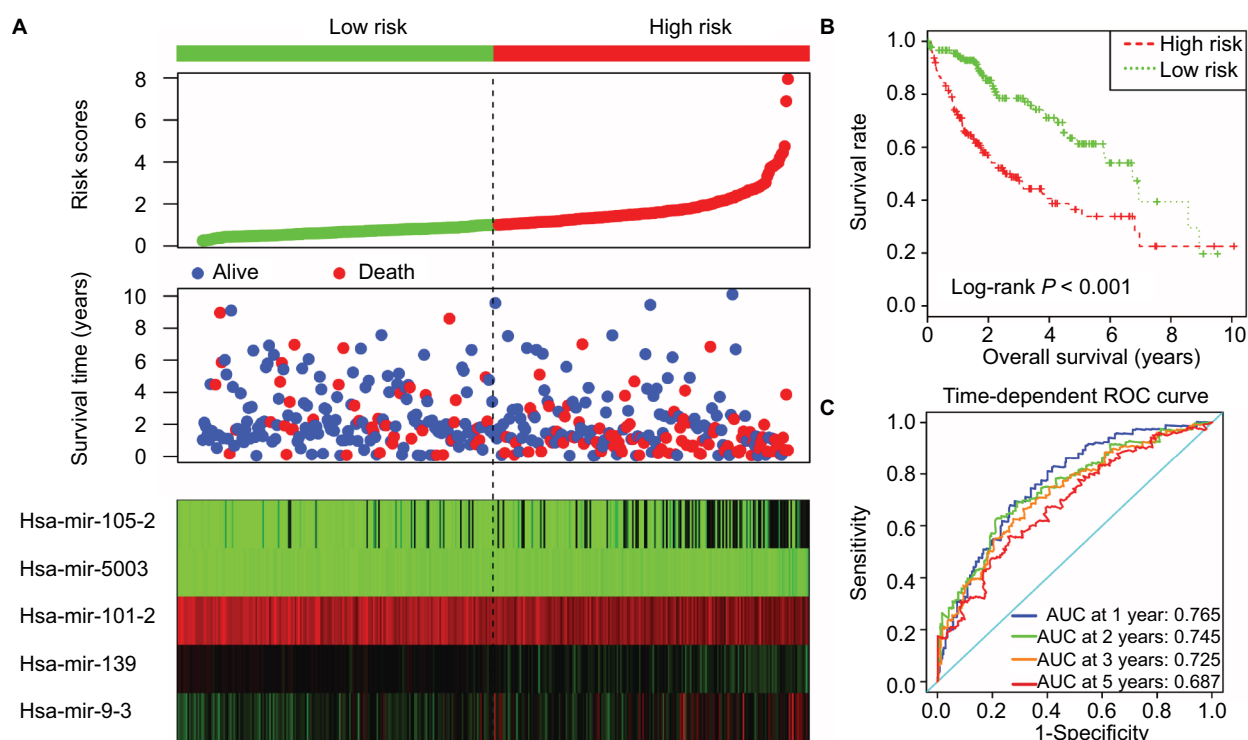 A
Low risk
High risk
Risk scores
8
6
4
2
0
Alive
Death
Survival time (years)
10
8
6
4
2
0
Hsa-mir-105-2
Hsa-mir-5003
Hsa-mir-101-2
Hsa-mir-139
Hsa-mir-9-3
B
Survival rate
1.0
0.8
0.6
0.4
0.2
0.0
High risk
Low risk
Log-rank P < 0.001
0 2 4 6 8 10
Overall survival (years)
C
Time-dependent ROC curve
Sensitivity
1.0
0.8
0.6
0.4
0.2
0.0
AUC at 1 year: 0.765
AUC at 2 years: 0.745
AUC at 3 years: 0.725
AUC at 5 years: 0.687
0.0 0.2 0.4 0.6 0.8 1.0
1-Specificity